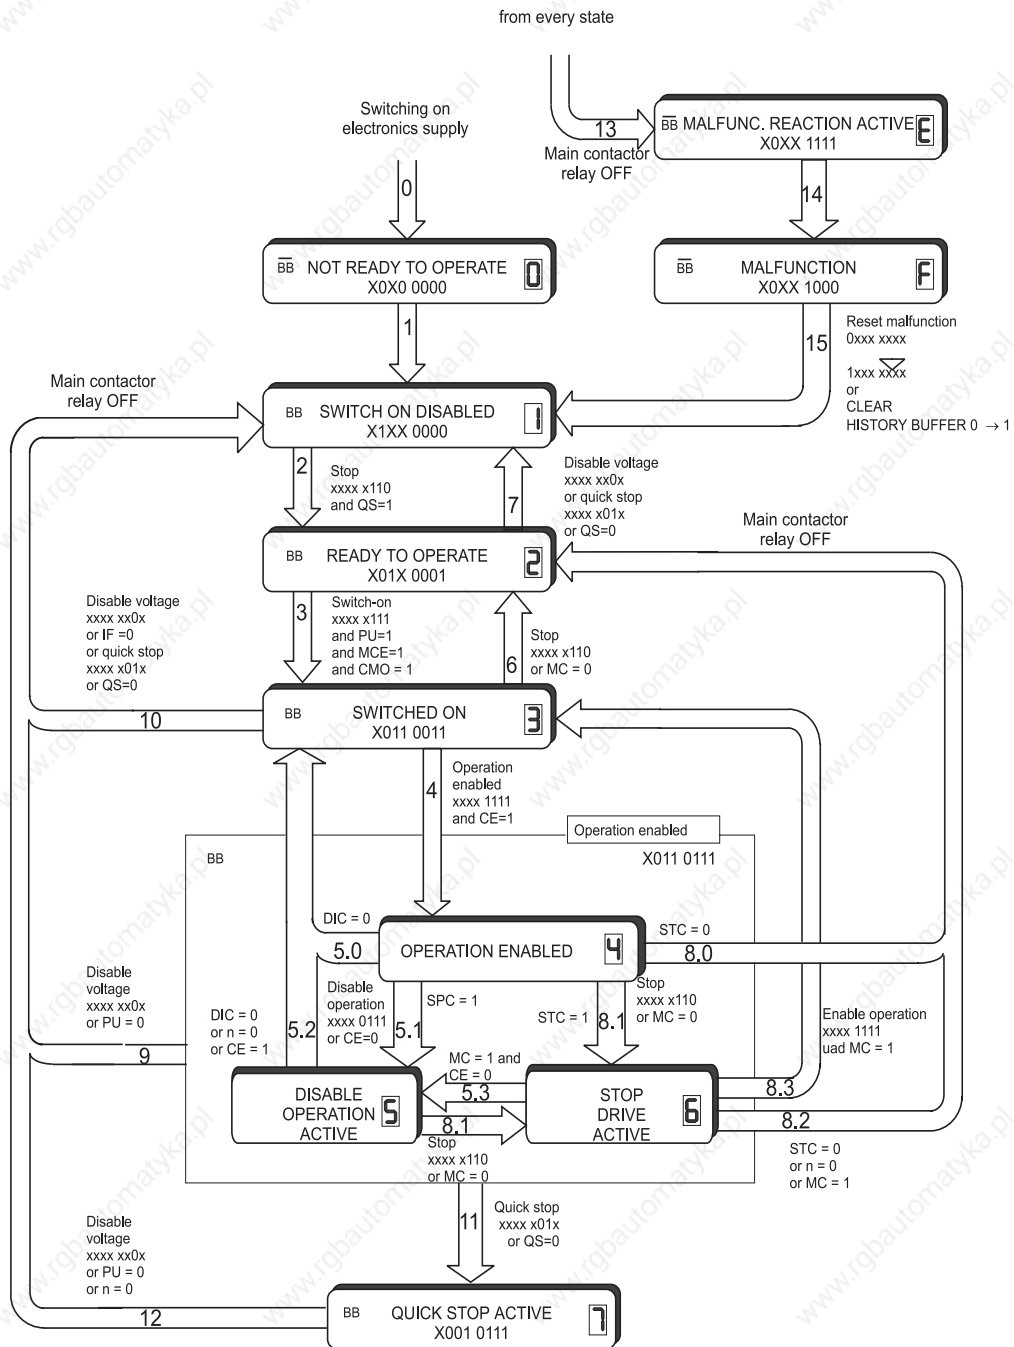 from every state
Switching on
electronics supply
0
13
Main contactor
relay OFF
BB MALFUNC. REACTION ACTIVE E
X0XX 1111
14
BB NOT READY TO OPERATE 0
X0X0 0000
BB MALFUNCTION F
X0XX 1000
1
15
Reset malfunction
0xxx xxxx
1xxx xxxx
or
CLEAR
HISTORY BUFFER 0 → 1
Main contactor
relay OFF
BB SWITCH ON DISABLED 1
X1XX 0000
2
Stop
xxxx x110
and QS=1
7
Disable voltage
xxxx xx0x
or quick stop
xxxx x01x
or QS=0
Main contactor
relay OFF
BB READY TO OPERATE 2
X01X 0001
Disable voltage
xxxx xx0x
or IF =0
or quick stop
xxxx x01x
or QS=0
3
Switch-on
xxxx x111
and PU=1
and MCE=1
and CMO = 1
6
Stop
xxxx x110
or MC = 0
10
BB SWITCHED ON 3
X011 0011
4
Operation
enabled
xxxx 1111
and CE=1
Operation enabled
X011 0111
BB
DIC = 0
5.0
OPERATION ENABLED 4
STC = 0
8.0
Disable
voltage
xxxx xx0x
or PU = 0
9
DIC = 0
or n = 0
or CE = 1
5.2
Disable
operation
xxxx 0111
or CE=0
5.1
SPC = 1
STC = 1
8.1
Stop
xxxx x110
or MC = 0
Enable operation
xxxx 1111
uad MC = 1
MC = 1 and
CE = 0
5.3
8.3
DISABLE
OPERATION
ACTIVE
5
8.1
Stop
xxxx x110
or MC = 0
STOP
DRIVE
ACTIVE
6
8.2
STC = 0
or n = 0
or MC = 1
11
Quick stop
xxxx x01x
or QS=0
Disable
voltage
xxxx xx0x
or PU = 0
or n = 0
12
BB QUICK STOP ACTIVE 7
X001 0111
www.rgbautomatyka.pl